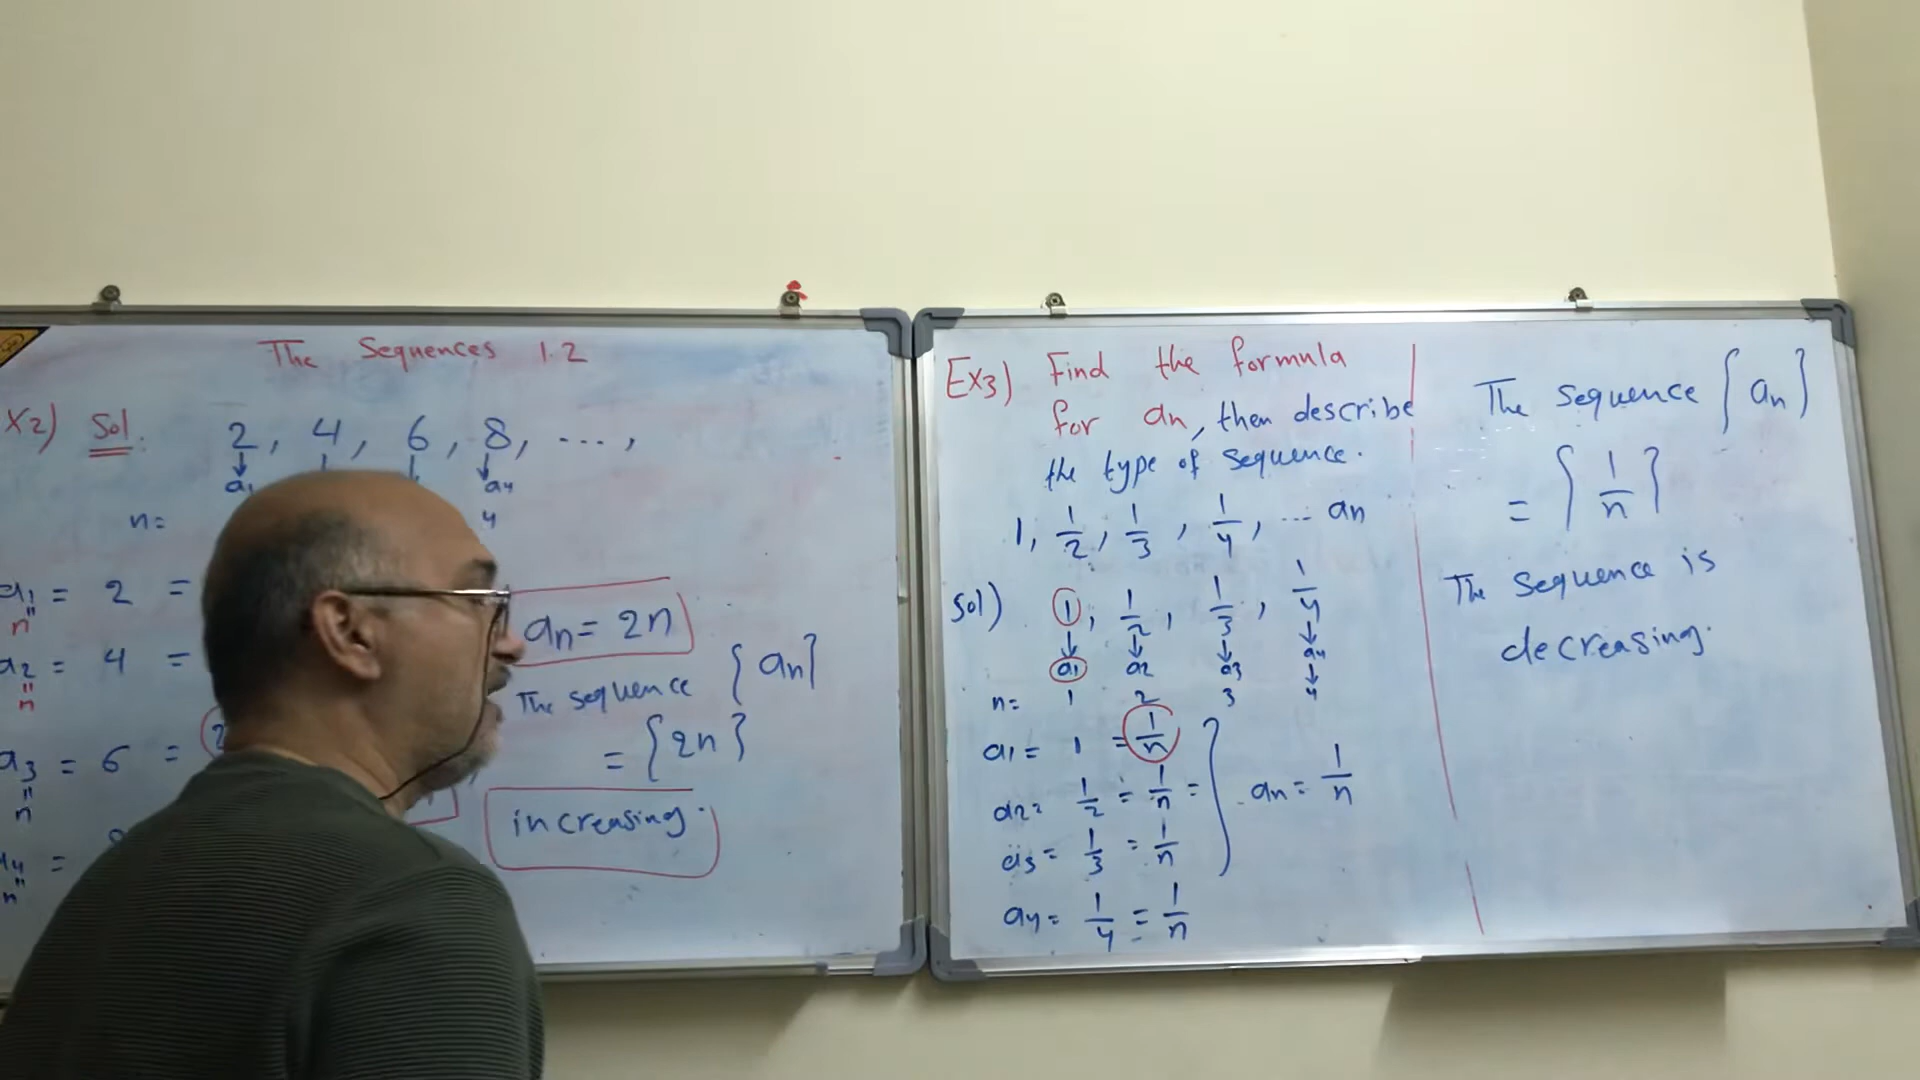 The Sequences 1.2
x2) Sol.
2, 4, 6, 8, ....,
a1 a4
n= 4
a1 = 2 =
n
a2 = 4 =
n
a3 = 6 = 2
n
a4 =
n
an = 2n
The sequence {an}
= {2n}
increasing.
Ex3) Find the formula
for an, then describe
the type of sequence.
1, 1/2, 1/3, 1/4, ... an
Sol) 1, 1/2, 1/3, 1/4
a1 a2 a3 a4
n= 1 2 3 4
a1 = 1 = 1/n
a2 = 1/2 = 1/n =
a3 = 1/3 = 1/n
a4 = 1/4 = 1/n
an = 1/n
The sequence {an}
= {1/n}
The sequence is
decreasing.